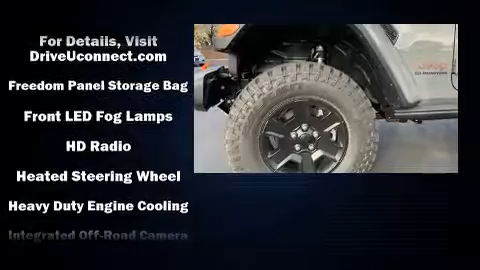 For Details, Visit
DriveUconnect.com
Freedom Panel Storage Bag
Front LED Fog Lamps
HD Radio
Heated Steering Wheel
Heavy Duty Engine Cooling
Integrated Off-Road Camera
Jeep